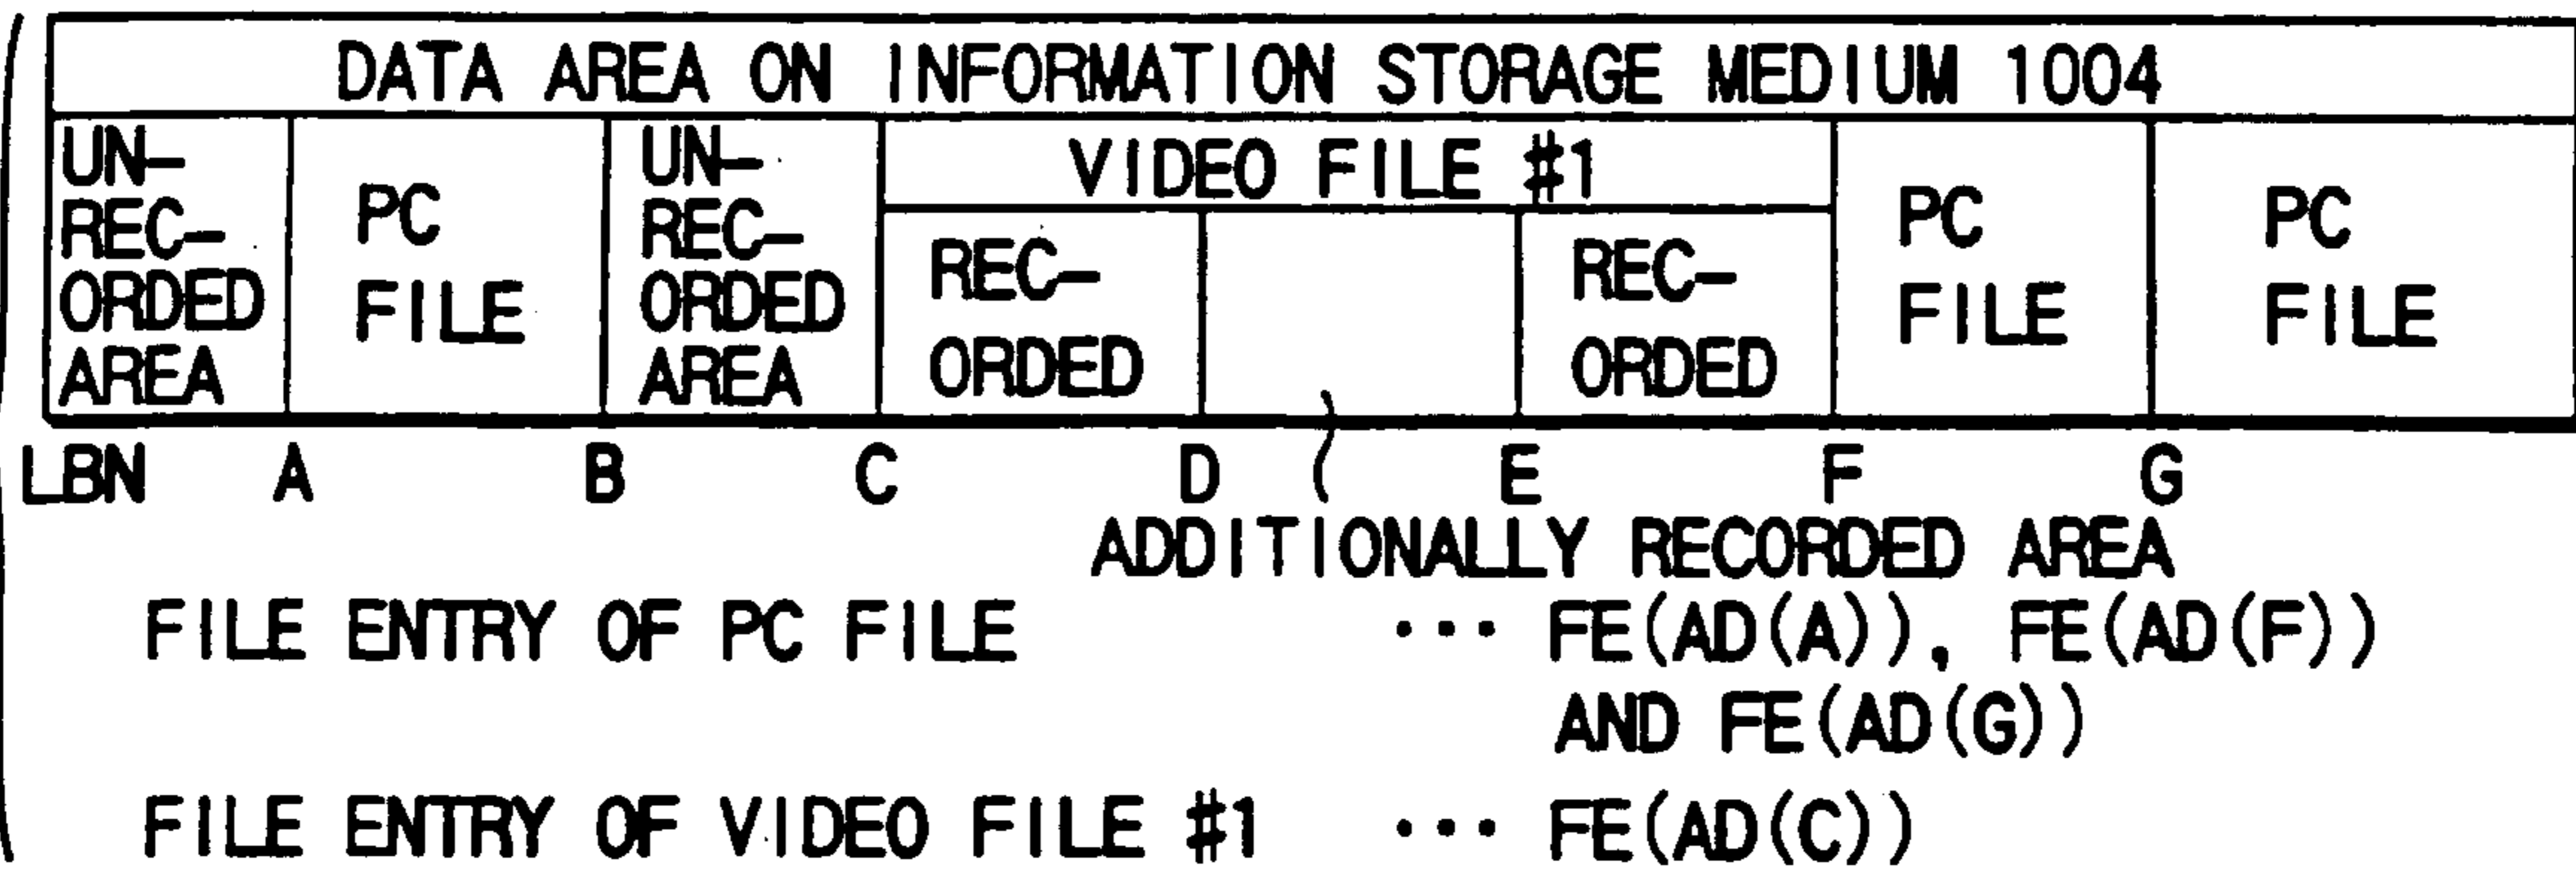 DATA AREA ON INFORMATION STORAGE MEDIUM 1004
UN-
REC-
ORDED
AREA
PC
FILE
UN-
REC-
ORDED
AREA
VIDEO FILE #1
REC-
ORDED
REC-
ORDED
PC
FILE
PC
FILE
LBN A B C D E F G
ADDITIONALLY RECORDED AREA
FILE ENTRY OF PC FILE ••• FE(AD(A)), FE(AD(F))
AND FE(AD(G))
FILE ENTRY OF VIDEO FILE #1 ••• FE(AD(C))